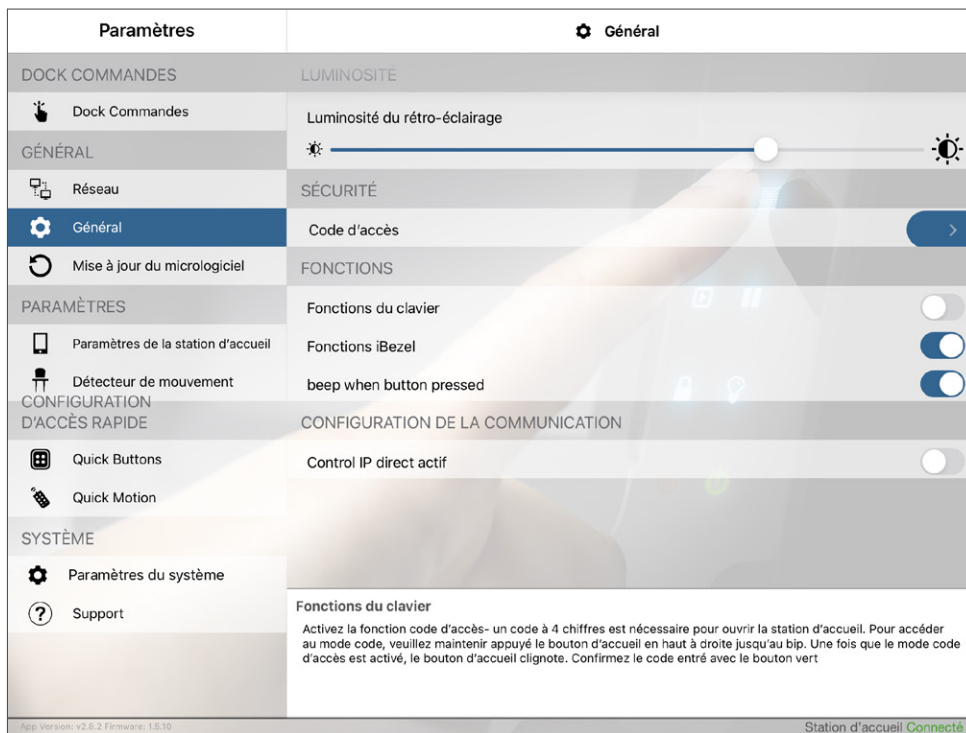 Paramètres
Général
DOCK COMMANDES
Dock Commandes
GÉNÉRAL
Réseau
Général
Mise à jour du micrologiciel
PARAMÈTRES
Paramètres de la station d'accueil
Détecteur de mouvement
CONFIGURATION
D'ACCÈS RAPIDE
Quick Buttons
Quick Motion
SYSTÈME
Paramètres du système
Support
LUMINOSITÉ
Luminosité du rétro-éclairage
SÉCURITÉ
Code d'accès
FONCTIONS
Fonctions du clavier
Fonctions iBezel
beep when button pressed
CONFIGURATION DE LA COMMUNICATION
Control IP direct actif
Fonctions du clavier
Activez la fonction code d'accès- un code à 4 chiffres est nécessaire pour ouvrir la station d'accueil. Pour accéder
au mode code, veuillez maintenir appuyé le bouton d'accueil en haut à droite jusqu'au bip. Une fois que le mode code
d'accès est activé, le bouton d'accueil clignote. Confirmez le code entré avec le bouton vert
App Version: v2.6.2 Firmware: 1.5.10
Station d'accueil Connecté